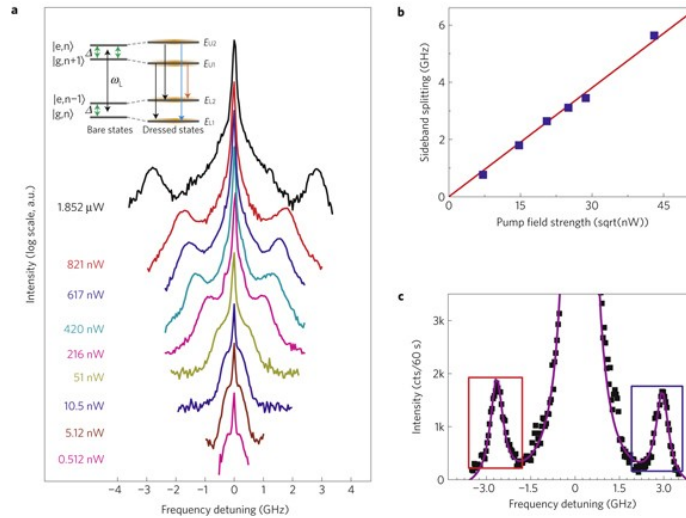 a
|e,n⟩
Δ
|g,n+1⟩
ω_L
|e,n−1⟩
Δ
|g,n⟩
E_U2
E_U1
E_L2
E_L1
Bare states
Dressed states
Intensity (log scale, a.u.)
1.852 μW
821 nW
617 nW
420 nW
216 nW
51 nW
10.5 nW
5.12 nW
0.512 nW
−4 −3 −2 −1 0 1 2 3 4
Frequency detuning (GHz)
b
Sideband splitting (GHz)
6
4
2
0
0 15 30 45
Pump field strength (sqrt(nW))
c
Intensity (cts/60 s)
3k
2k
1k
−3.0 −1.5 0 1.5 3.0
Frequency detuning (GHz)